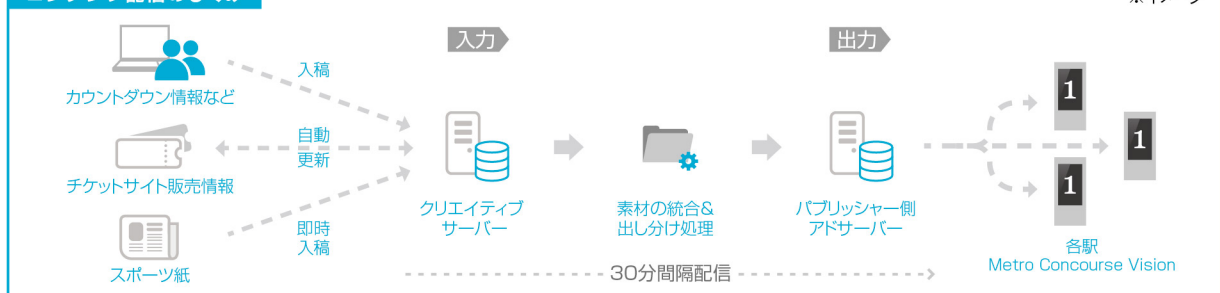 入力
出力
入稿
カウントダウン情報など
自動
更新
チケットサイト販売情報
即時
入稿
スポーツ紙
クリエイティブ
サーバー
素材の統合&
出し分け処理
パブリッシャー側
アドサーバー
1
1
1
各駅
Metro Concourse Vision
30分間隔配信